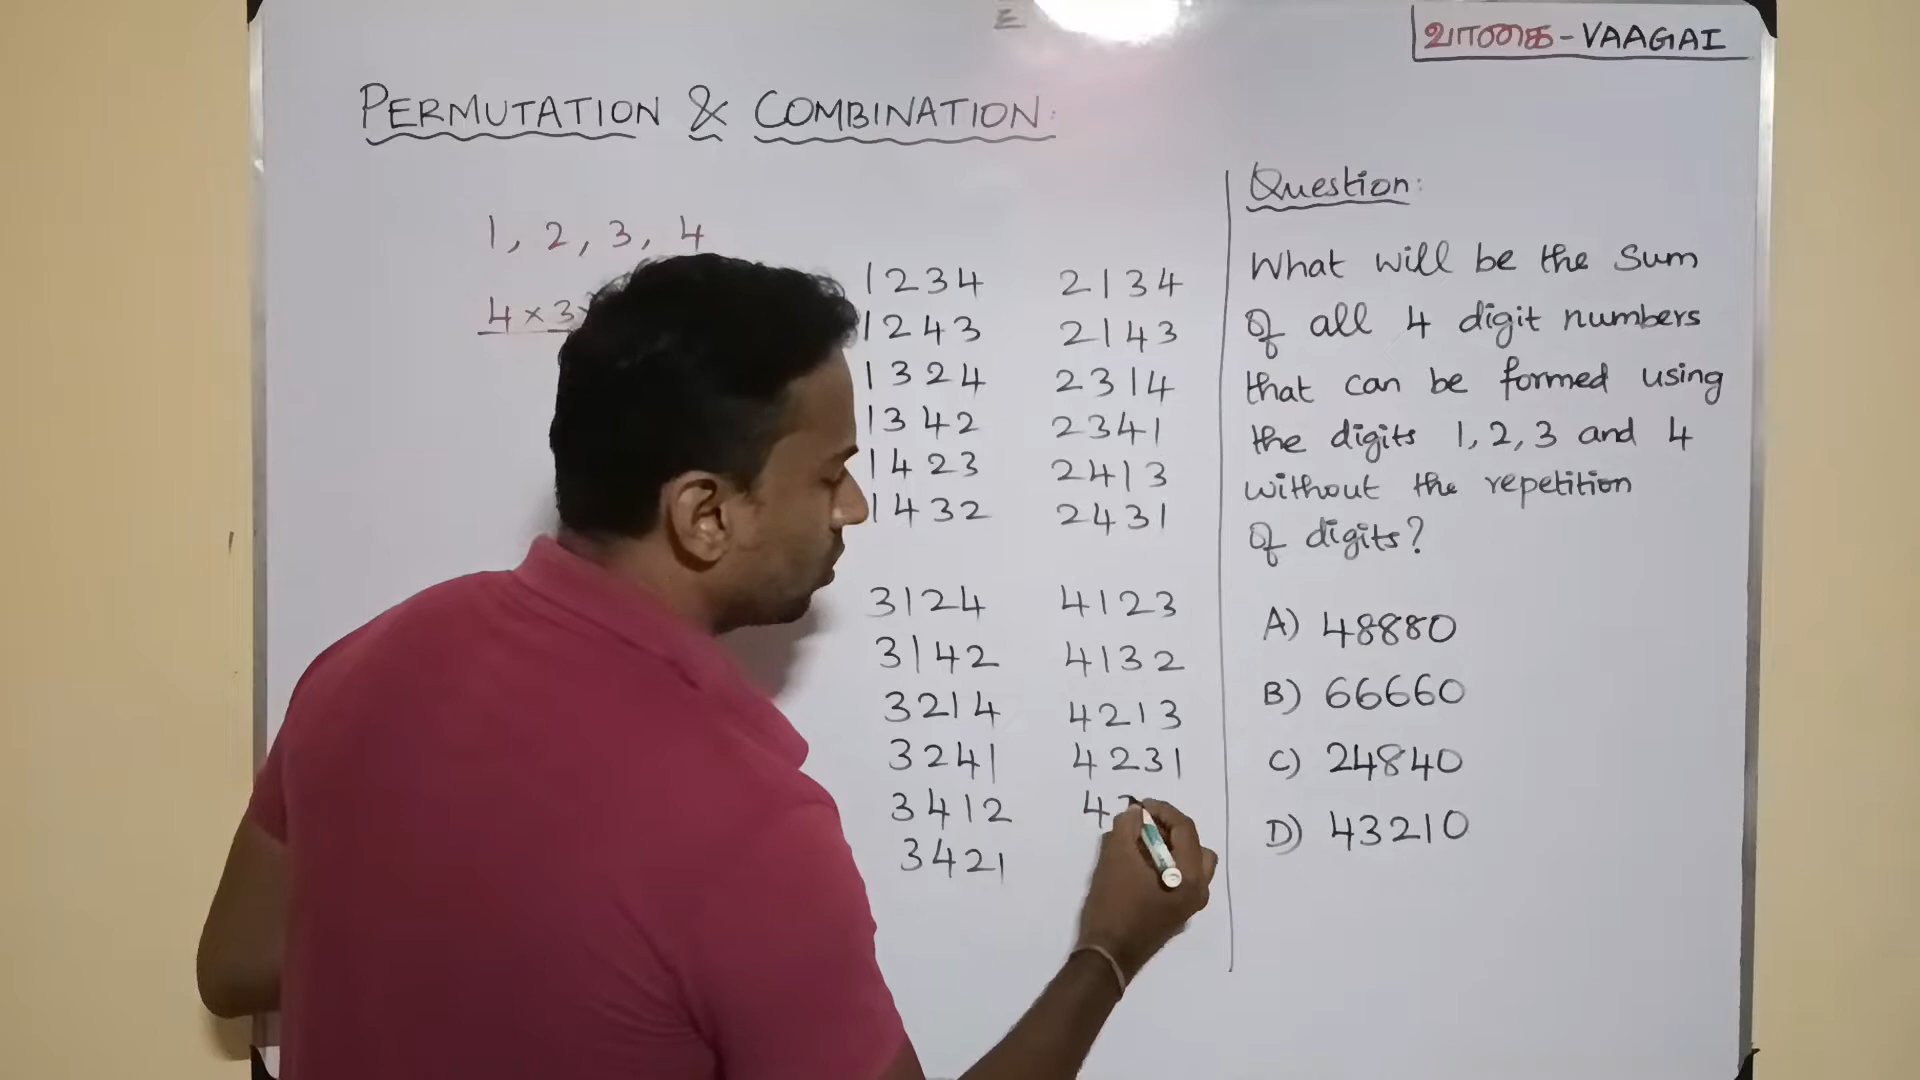 வாகை - VAAGAI
PERMUTATION & COMBINATION:
1, 2, 3, 4
4 × 3
1234
1243
1324
1342
1423
1432
2134
2143
2314
2341
2413
2431
3124
3142
3214
3241
3412
3421
4123
4132
4213
4231
4
Question:
What will be the Sum
Of all 4 digit numbers
that can be formed using
the digits 1, 2, 3 and 4
without the repetition
Of digits?
A) 48880
B) 66660
C) 24840
D) 43210